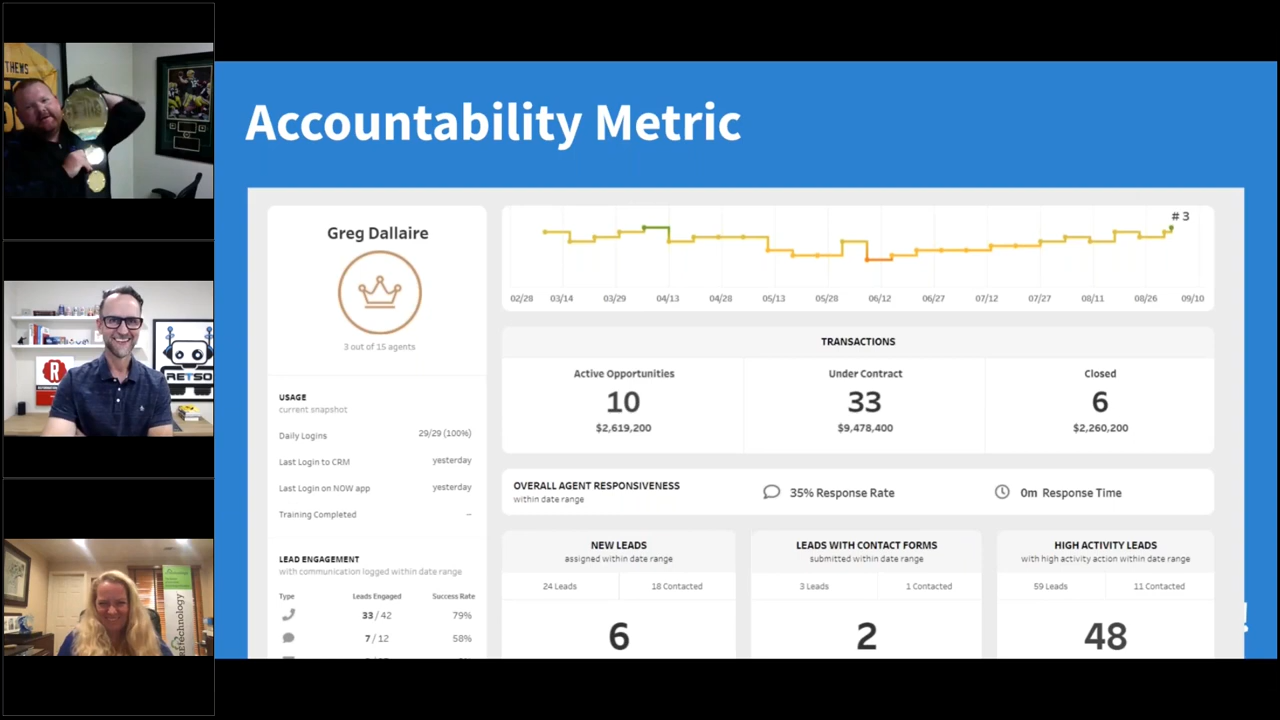 THEWS
R
RETSO
REtechnology
Accountability Metric
Greg Dallaire
3 out of 15 agents
USAGE
current snapshot
Daily Logins 29/29 (100%)
Last Login to CRM yesterday
Last Login on NOW app yesterday
Training Completed --
LEAD ENGAGEMENT
with communication logged within date range
Type Leads Engaged Success Rate
33 / 42 79%
7 / 12 58%
# 3
02/28 03/14 03/29 04/13 04/28 05/13 05/28 06/12 06/27 07/12 07/27 08/11 08/26 09/10
TRANSACTIONS
Active Opportunities Under Contract Closed
10 33 6
$2,619,200 $9,478,400 $2,260,200
OVERALL AGENT RESPONSIVENESS
within date range
35% Response Rate 0m Response Time
NEW LEADS LEADS WITH CONTACT FORMS HIGH ACTIVITY LEADS
assigned within date range submitted within date range with high activity action within date range
24 Leads 18 Contacted 3 Leads 1 Contacted 59 Leads 11 Contacted
6 2 48
!